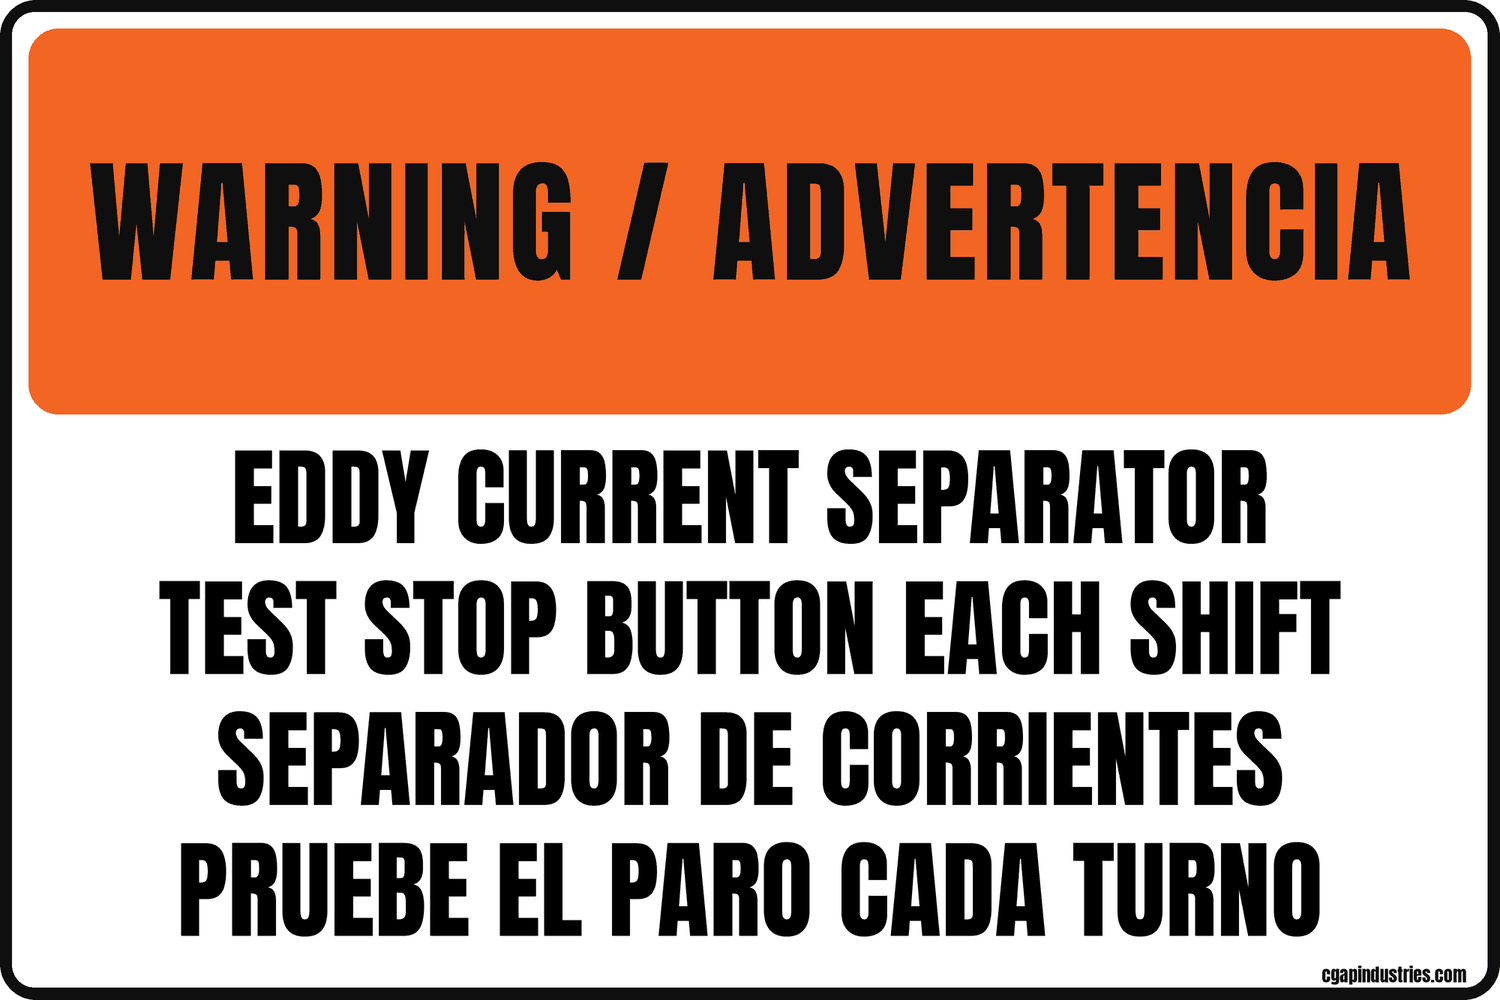 WARNING / ADVERTENCIA
EDDY CURRENT SEPARATOR
TEST STOP BUTTON EACH SHIFT
SEPARADOR DE CORRIENTES
PRUEBE EL PARO CADA TURNO
cgapindustries.com